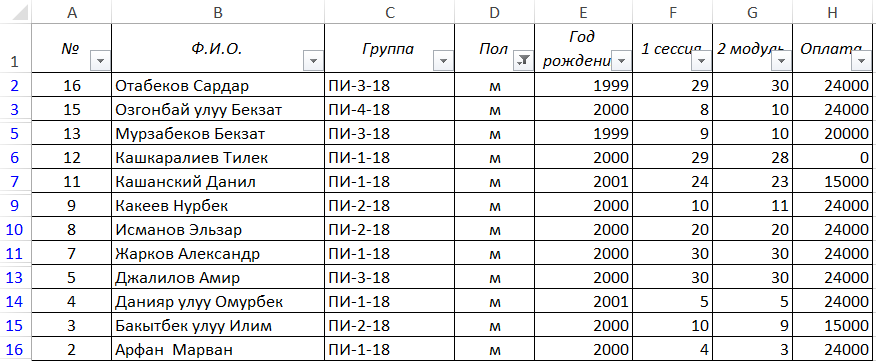 A B C D E F G H
1 № Ф.И.О. Группа Пол Год рождени 1 сессия 2 модуль Оплата
2 16 Отабеков Сардар ПИ-3-18 м 1999 29 30 24000
3 15 Озгонбай улуу Бекзат ПИ-4-18 м 2000 8 10 24000
5 13 Мурзабеков Бекзат ПИ-3-18 м 1999 9 10 20000
6 12 Кашкаралиев Тилек ПИ-1-18 м 2000 29 28 0
7 11 Кашанский Данил ПИ-1-18 м 2001 24 23 15000
9 9 Какеев Нурбек ПИ-2-18 м 2000 10 11 24000
10 8 Исманов Эльзар ПИ-2-18 м 2000 20 20 24000
11 7 Жарков Александр ПИ-1-18 м 2000 30 30 24000
13 5 Джалилов Амир ПИ-3-18 м 2000 30 30 24000
14 4 Данияр улуу Омурбек ПИ-1-18 м 2001 5 5 24000
15 3 Бакытбек улуу Илим ПИ-2-18 м 2000 10 9 15000
16 2 Арфан Марван ПИ-1-18 м 2000 4 3 24000